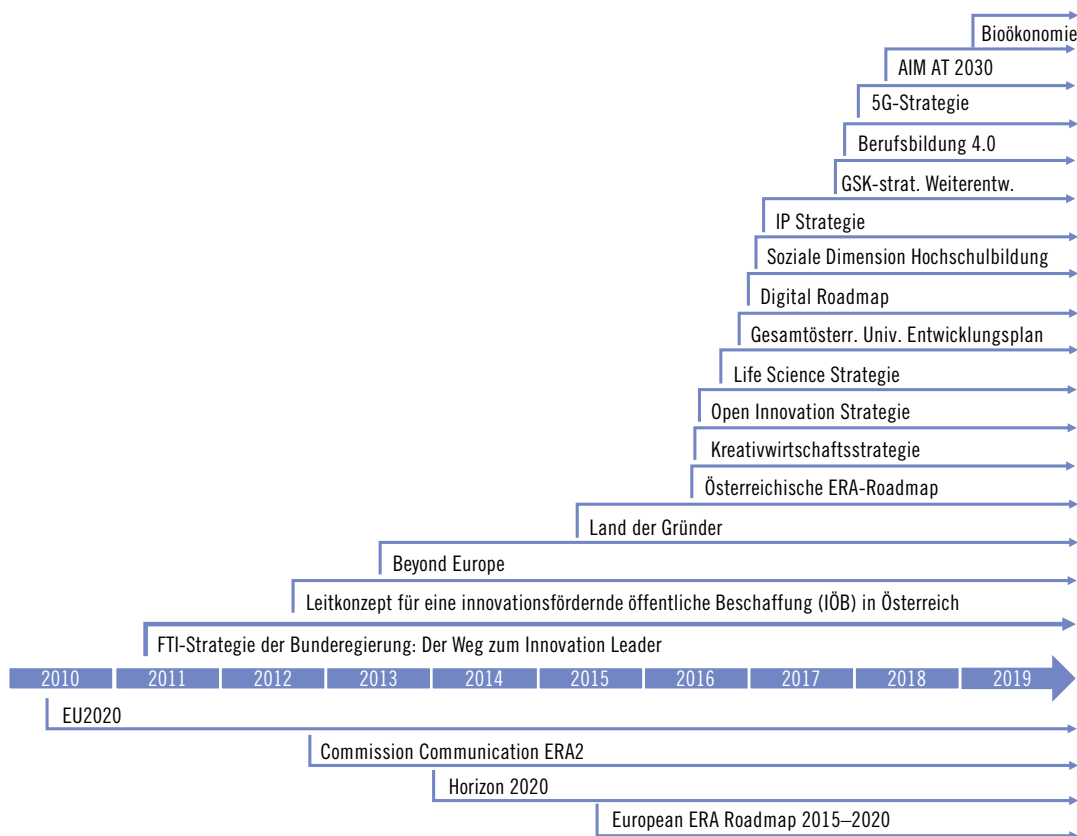 Bioökonomie
AIM AT 2030
5G-Strategie
Berufsbildung 4.0
GSK-strat. Weiterentw.
IP Strategie
Soziale Dimension Hochschulbildung
Digital Roadmap
Gesamtösterr. Univ. Entwicklungsplan
Life Science Strategie
Open Innovation Strategie
Kreativwirtschaftsstrategie
Österreichische ERA-Roadmap
Land der Gründer
Beyond Europe
Leitkonzept für eine innovationsfördernde öffentliche Beschaffung (IÖB) in Österreich
FTI-Strategie der Bunderegierung: Der Weg zum Innovation Leader
2010 2011 2012 2013 2014 2015 2016 2017 2018 2019
EU2020
Commission Communication ERA2
Horizon 2020
European ERA Roadmap 2015–2020